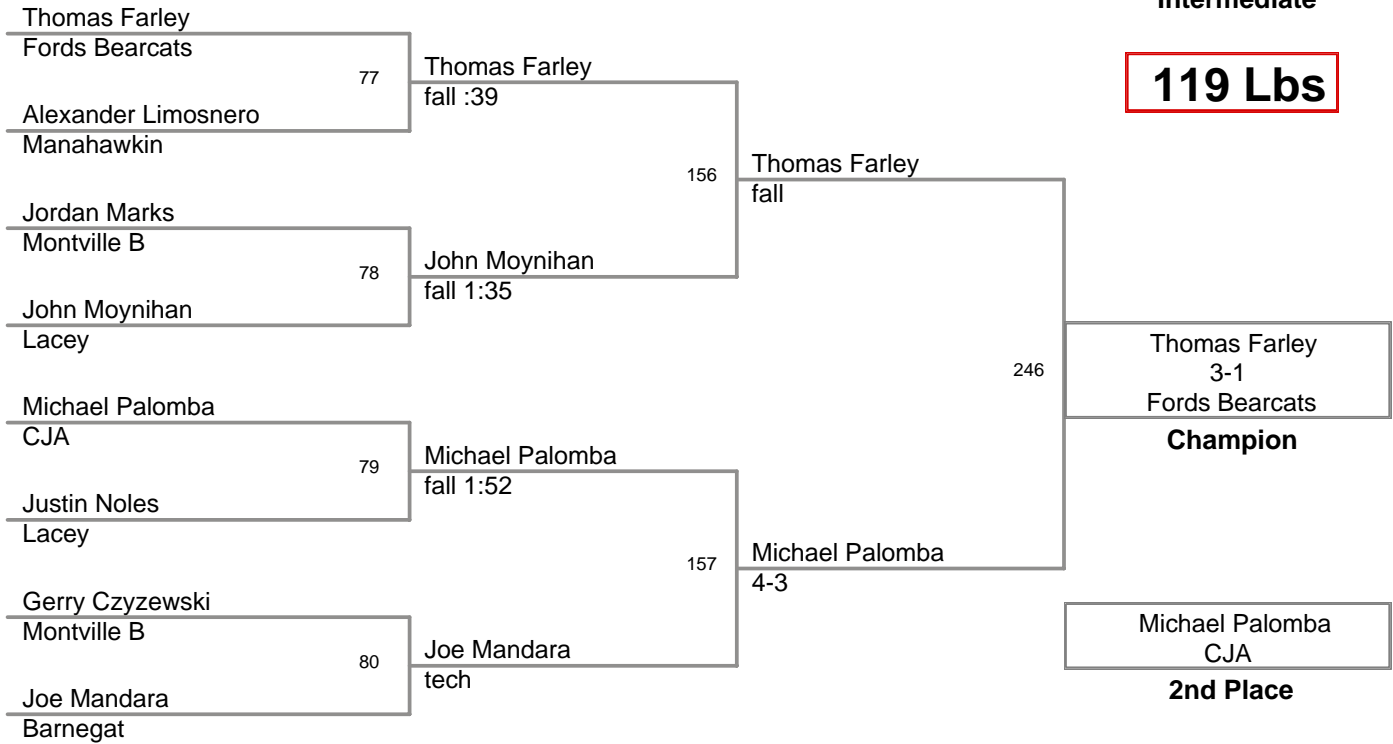 Intermediate
119 Lbs
Thomas Farley
Fords Bearcats
77
Alexander Limosnero
Manahawkin
Jordan Marks
Montville B
78
John Moynihan
Lacey
Michael Palomba
CJA
79
Justin Noles
Lacey
Gerry Czyzewski
Montville B
80
Joe Mandara
Barnegat
Thomas Farley
fall :39
156
John Moynihan
fall 1:35
Michael Palomba
fall 1:52
157
Joe Mandara
tech
Thomas Farley
fall
246
Michael Palomba
4-3
Thomas Farley
3-1
Fords Bearcats
Champion
Michael Palomba
CJA
2nd Place